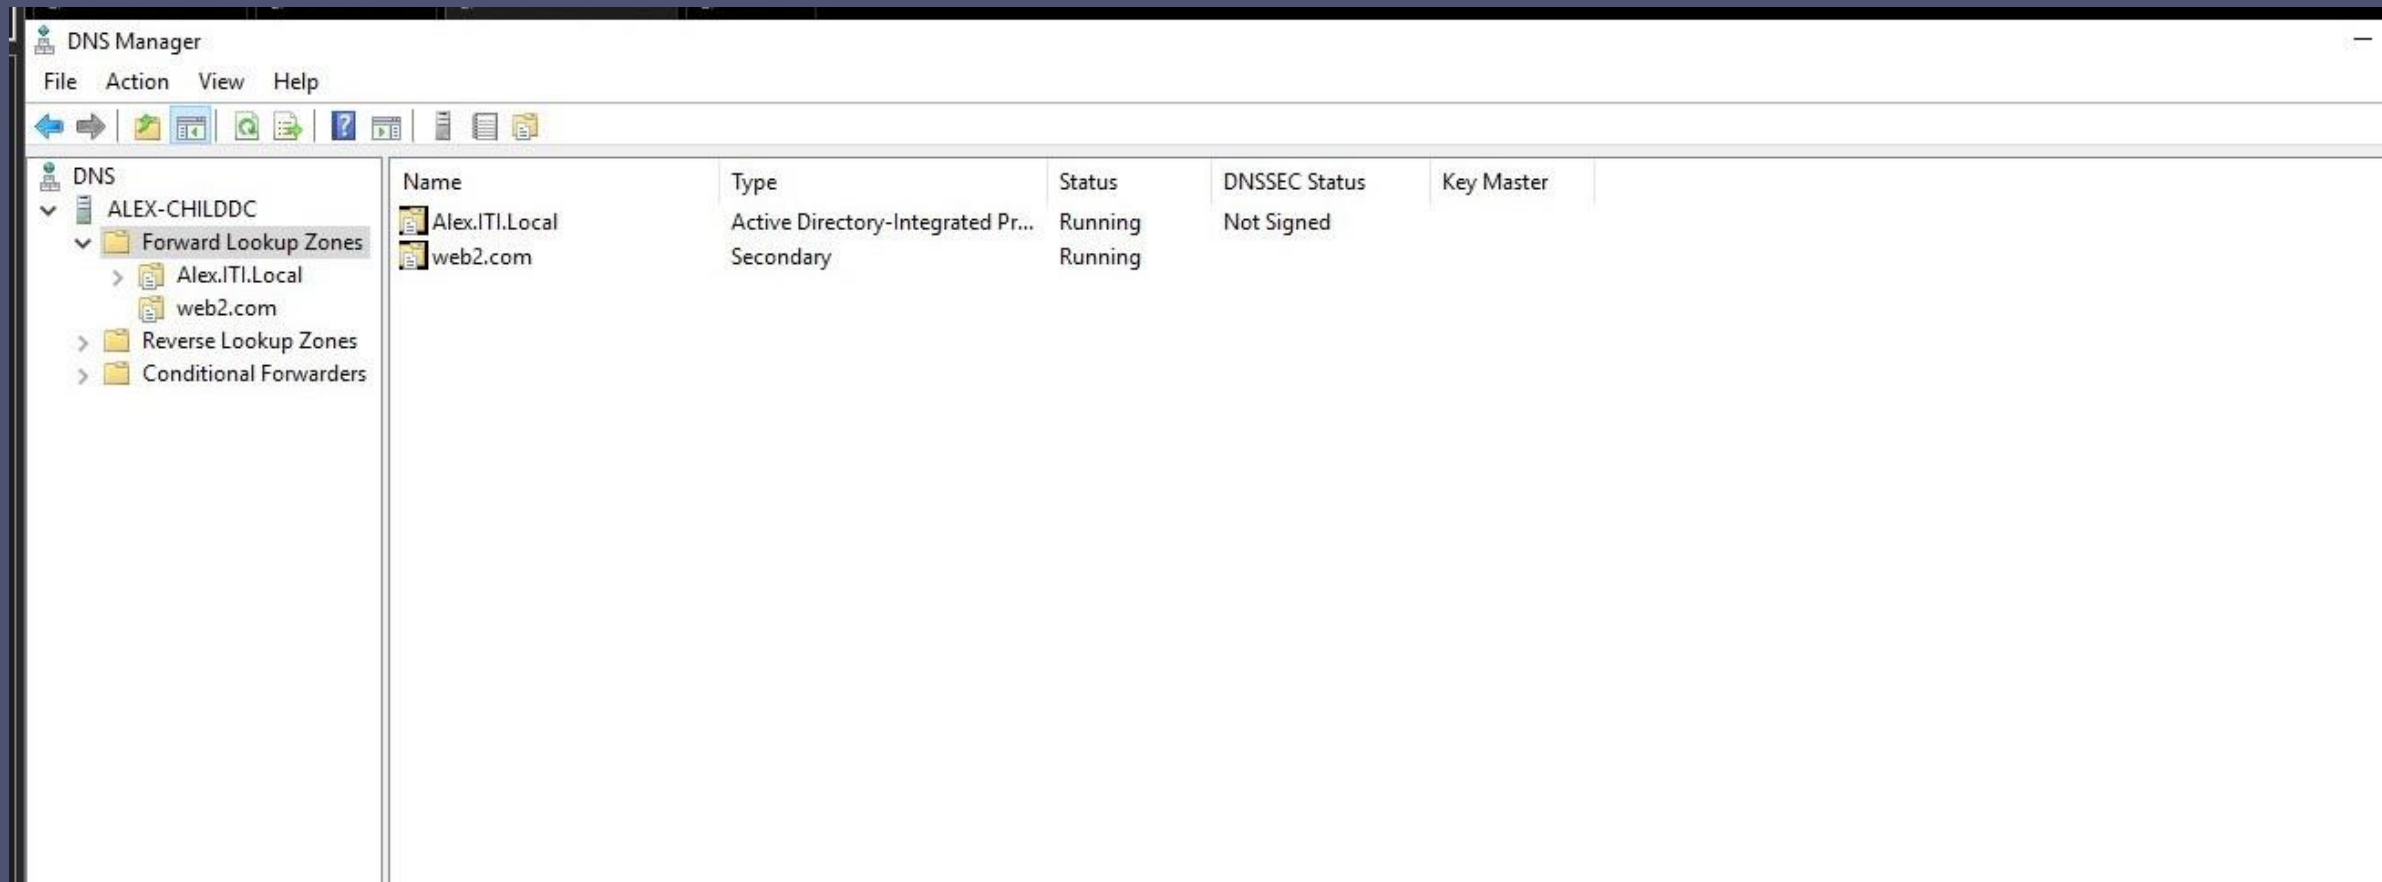 DNS Manager
File Action View Help
DNS
ALEX-CHILDDC
Forward Lookup Zones
Alex.ITI.Local
web2.com
Reverse Lookup Zones
Conditional Forwarders
Name Type Status DNSSEC Status Key Master
Alex.ITI.Local Active Directory-Integrated Pr... Running Not Signed
web2.com Secondary Running